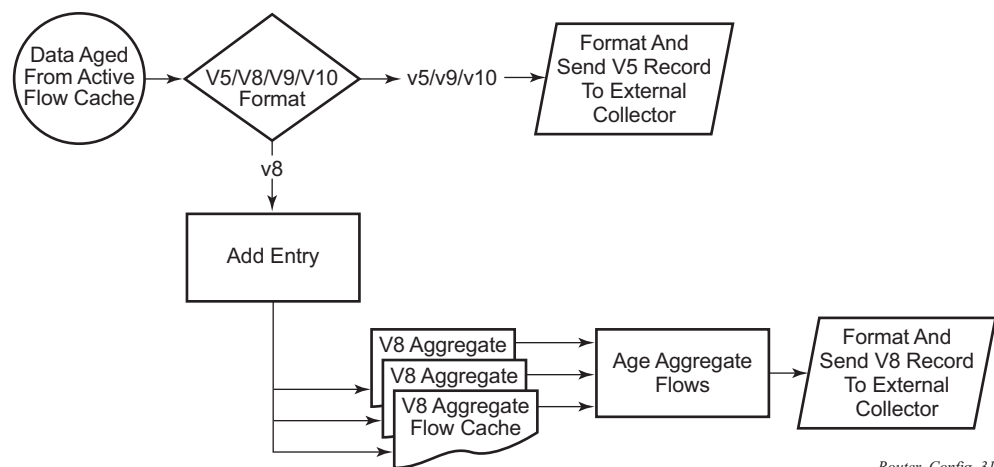 Data Aged
From Active
Flow Cache
V5/V8/V9/V10
Format
v5/v9/v10
Format And
Send V5 Record
To External
Collector
v8
Add Entry
V8 Aggregate
V8 Aggregate
V8 Aggregate
Flow Cache
Age Aggregate
Flows
Format And
Send V8 Record
To External
Collector
Router_Config_31